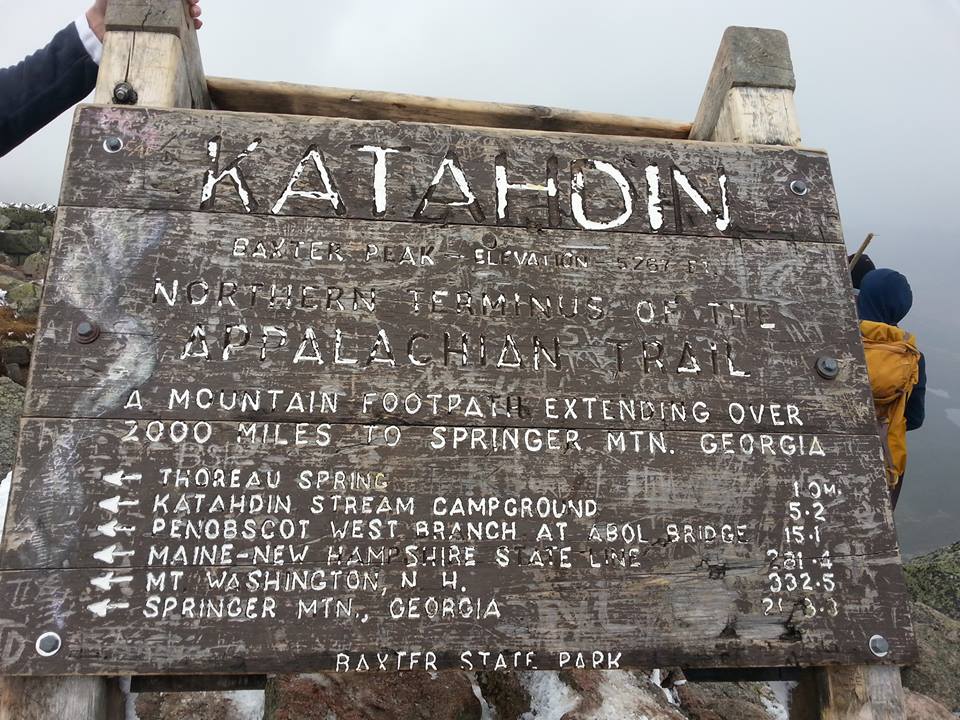 KATAHDIN
BAXTER PEAK - ELEVATION 5267 FT.
NORTHERN TERMINUS OF THE
APPALACHIAN TRAIL
A MOUNTAIN FOOTPATH EXTENDING OVER
2000 MILES TO SPRINGER MTN. GEORGIA
THOREAU SPRING 1.0 M.
KATAHDIN STREAM CAMPGROUND 5.2
PENOBSCOT WEST BRANCH AT ABOL BRIDGE 15.1
MAINE-NEW HAMPSHIRE STATE LINE 281.4
MT. WASHINGTON, N. H. 332.5
SPRINGER MTN., GEORGIA
BAXTER STATE PARK